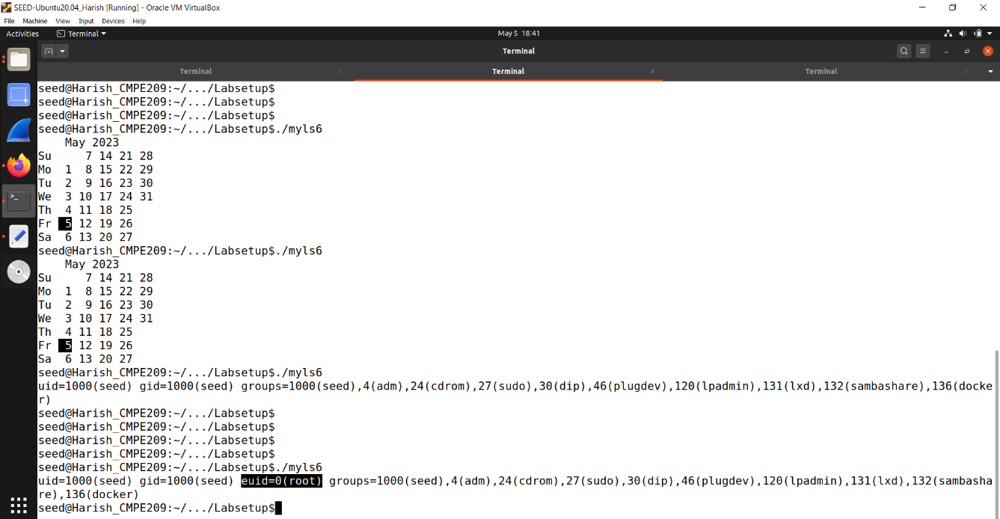 SEED-Ubuntu20.04_Harish [Running] - Oracle VM VirtualBox
File Machine View Input Devices Help
Activities Terminal May 5 18:41
Terminal
Terminal Terminal Terminal
seed@Harish_CMPE209:~/.../Labsetup$
seed@Harish_CMPE209:~/.../Labsetup$
seed@Harish_CMPE209:~/.../Labsetup$
seed@Harish_CMPE209:~/.../Labsetup$./myls6
    May 2023
Su     7 14 21 28
Mo  1  8 15 22 29
Tu  2  9 16 23 30
We  3 10 17 24 31
Th  4 11 18 25
Fr  5 12 19 26
Sa  6 13 20 27
seed@Harish_CMPE209:~/.../Labsetup$./myls6
    May 2023
Su     7 14 21 28
Mo  1  8 15 22 29
Tu  2  9 16 23 30
We  3 10 17 24 31
Th  4 11 18 25
Fr  5 12 19 26
Sa  6 13 20 27
seed@Harish_CMPE209:~/.../Labsetup$./myls6
uid=1000(seed) gid=1000(seed) groups=1000(seed),4(adm),24(cdrom),27(sudo),30(dip),46(plugdev),120(lpadmin),131(lxd),132(sambashare),136(docke
r)
seed@Harish_CMPE209:~/.../Labsetup$
seed@Harish_CMPE209:~/.../Labsetup$
seed@Harish_CMPE209:~/.../Labsetup$
seed@Harish_CMPE209:~/.../Labsetup$
seed@Harish_CMPE209:~/.../Labsetup$./myls6
uid=1000(seed) gid=1000(seed) euid=0(root) groups=1000(seed),4(adm),24(cdrom),27(sudo),30(dip),46(plugdev),120(lpadmin),131(lxd),132(sambasha
re),136(docker)
seed@Harish_CMPE209:~/.../Labsetup$